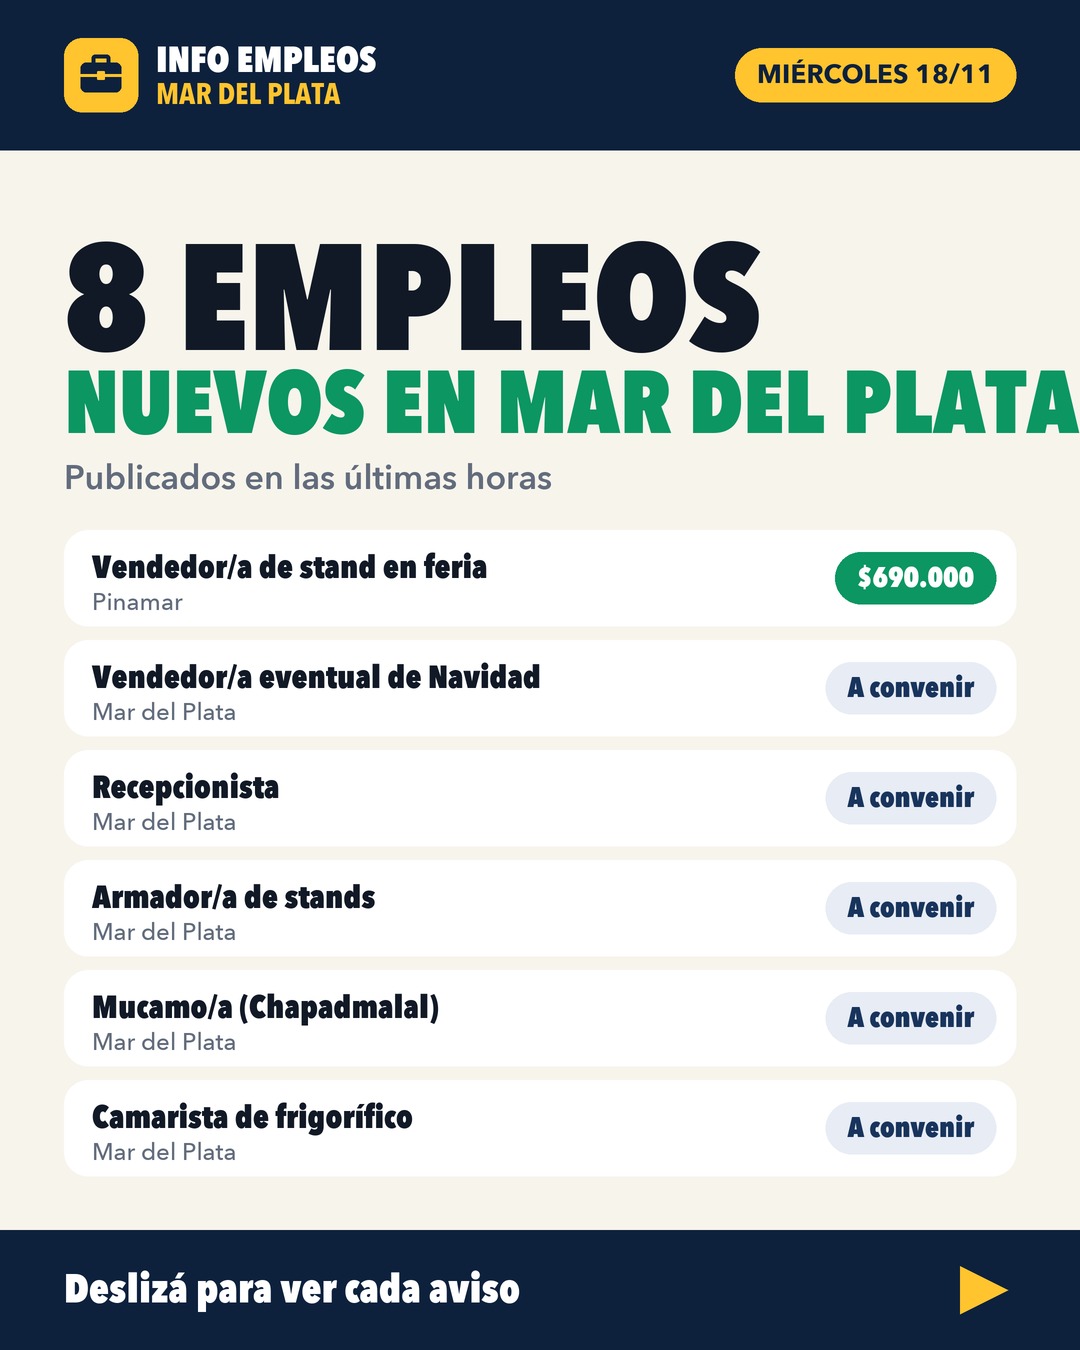 INFO EMPLEOS
MAR DEL PLATA
MIÉRCOLES 18/11
8 EMPLEOS
NUEVOS EN MAR DEL PLATA
Publicados en las últimas horas
Vendedor/a de stand en feria
Pinamar
$690.000
Vendedor/a eventual de Navidad
Mar del Plata
A convenir
Recepcionista
Mar del Plata
A convenir
Armador/a de stands
Mar del Plata
A convenir
Mucamo/a (Chapadmalal)
Mar del Plata
A convenir
Camarista de frigorífico
Mar del Plata
A convenir
Deslizá para ver cada aviso